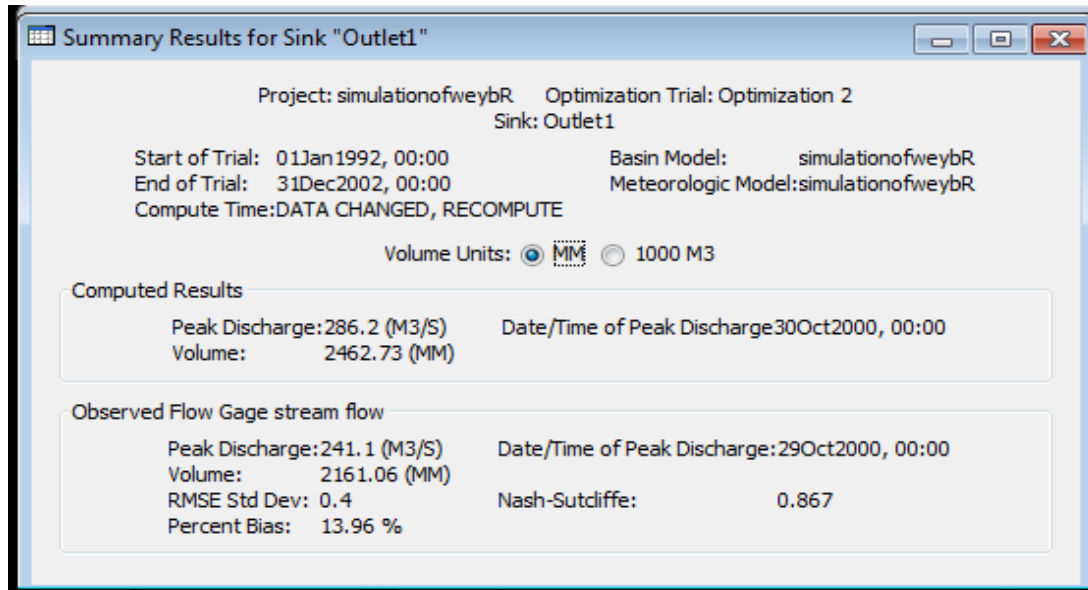 Summary Results for Sink "Outlet1"
Project: simulationofweybR Optimization Trial: Optimization 2
Sink: Outlet1
Start of Trial: 01Jan1992, 00:00 Basin Model: simulationofweybR
End of Trial: 31Dec2002, 00:00 Meteorologic Model:simulationofweybR
Compute Time:DATA CHANGED, RECOMPUTE
Volume Units: MM 1000 M3
Computed Results
Peak Discharge:286.2 (M3/S) Date/Time of Peak Discharge30Oct2000, 00:00
Volume: 2462.73 (MM)
Observed Flow Gage stream flow
Peak Discharge:241.1 (M3/S) Date/Time of Peak Discharge:29Oct2000, 00:00
Volume: 2161.06 (MM)
RMSE Std Dev: 0.4 Nash-Sutcliffe: 0.867
Percent Bias: 13.96 %